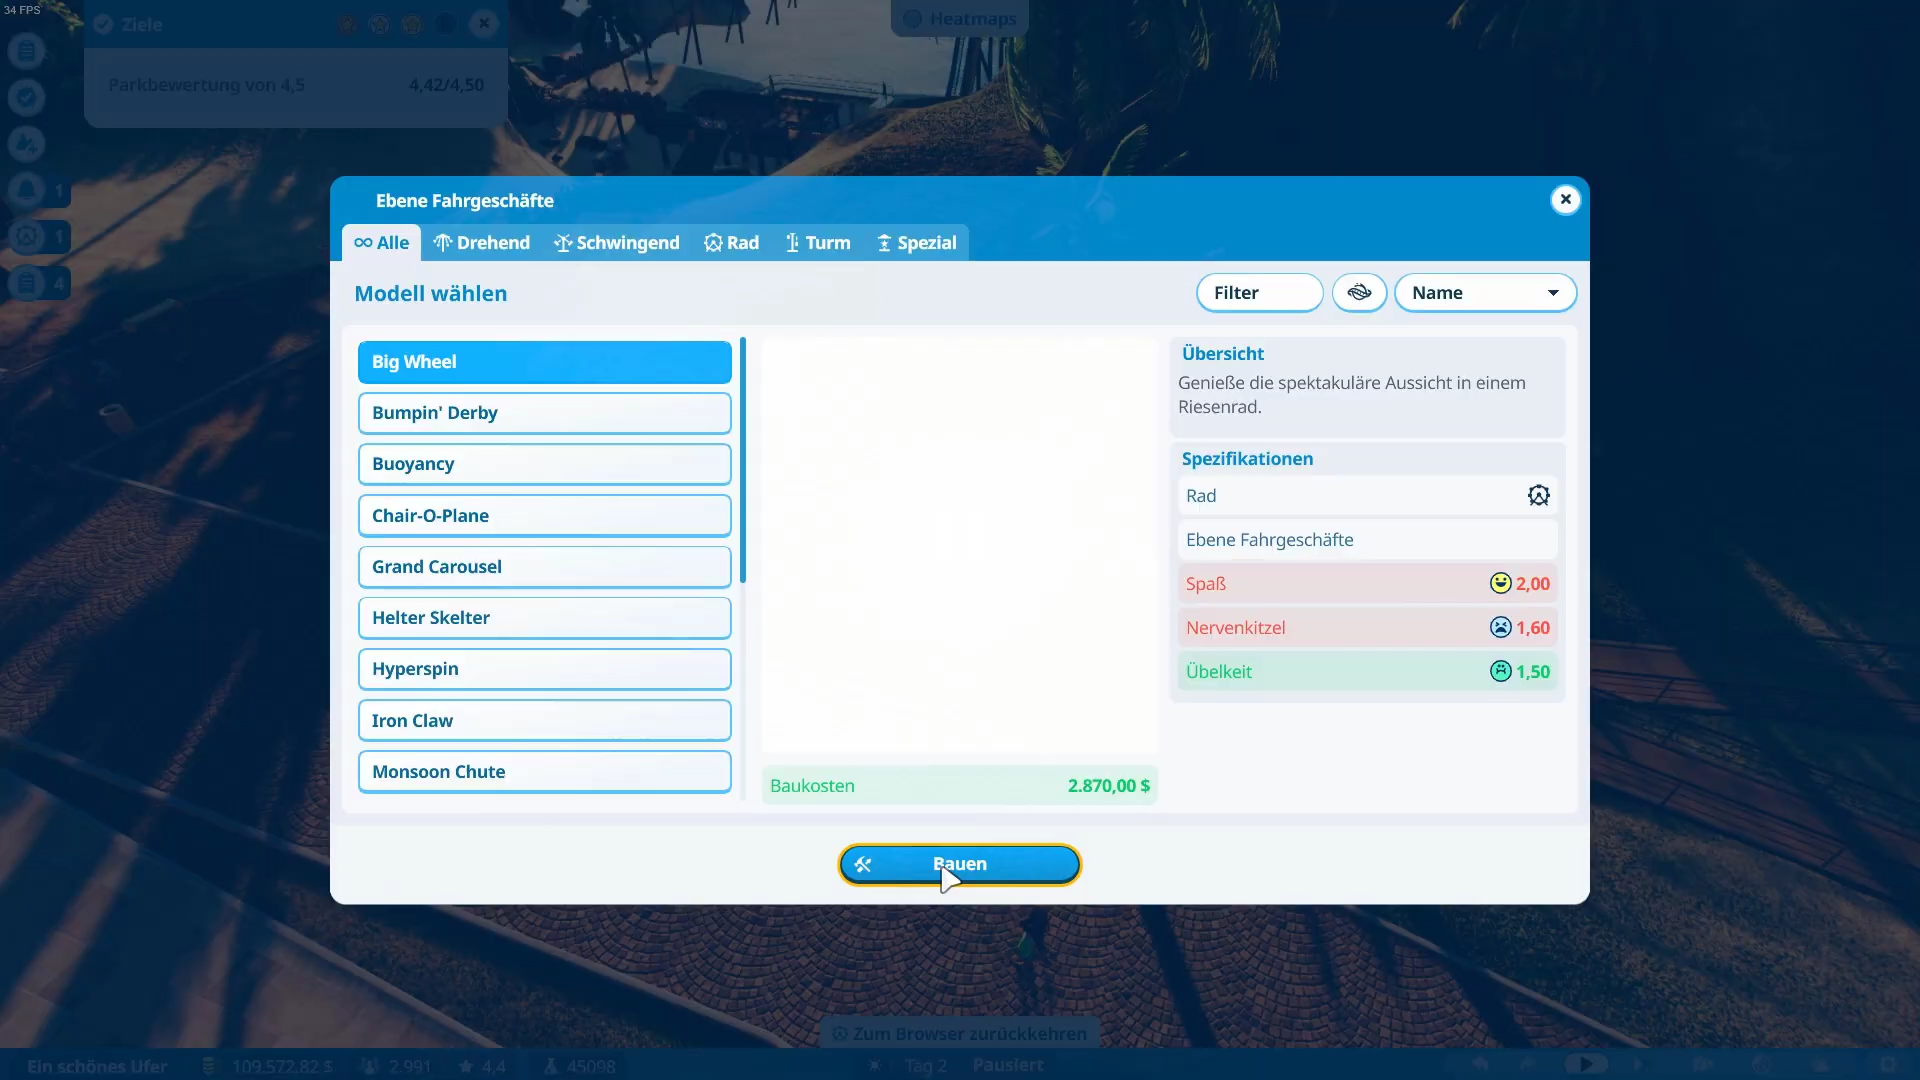 34 FPS
Ziele
Heatmaps
Parkbewertung von 4,5 4,42/4,50
1
1
4
Ebene Fahrgeschäfte
Alle Drehend Schwingend Rad Turm Spezial
Modell wählen
Filter
Name
Big Wheel
Bumpin' Derby
Buoyancy
Chair-O-Plane
Grand Carousel
Helter Skelter
Hyperspin
Iron Claw
Monsoon Chute
Baukosten 2.870,00 $
Übersicht
Genieße die spektakuläre Aussicht in einem
Riesenrad.
Spezifikationen
Rad
Ebene Fahrgeschäfte
Spaß 2,00
Nervenkitzel 1,60
Übelkeit 1,50
Bauen
Zum Browser zurückkehren
Ein schönes Ufer 109.572,82 $ 2.991 4,4 45098 Tag 2 Pausiert